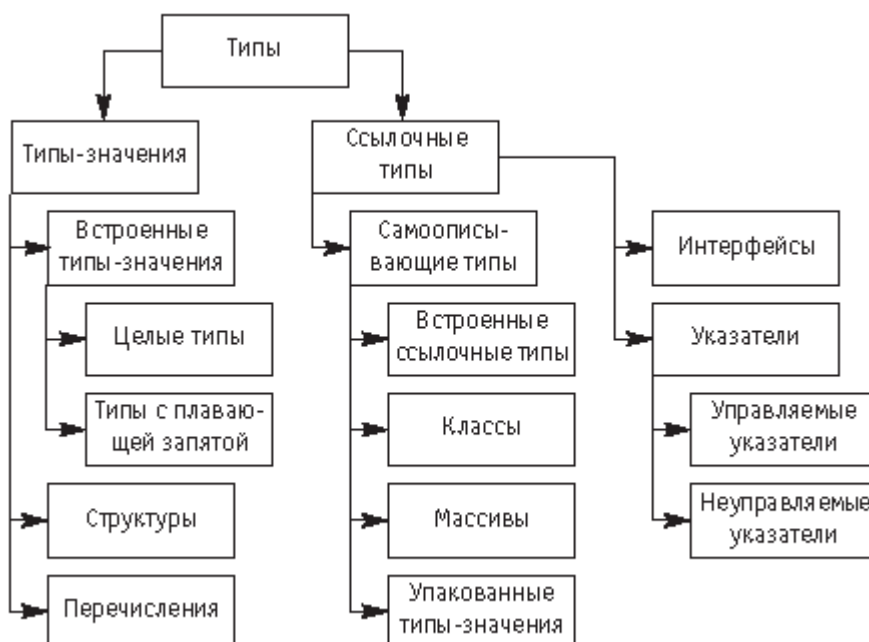 Типы
Типы-значения
Ссылочные
типы
Встроенные
типы-значения
Целые типы
Типы с плаваю-
щей запятой
Структуры
Перечисления
Самоописы-
вающие типы
Встроенные
ссылочные типы
Классы
Массивы
Упакованные
типы-значения
Интерфейсы
Указатели
Управляемые
указатели
Неуправляемые
указатели